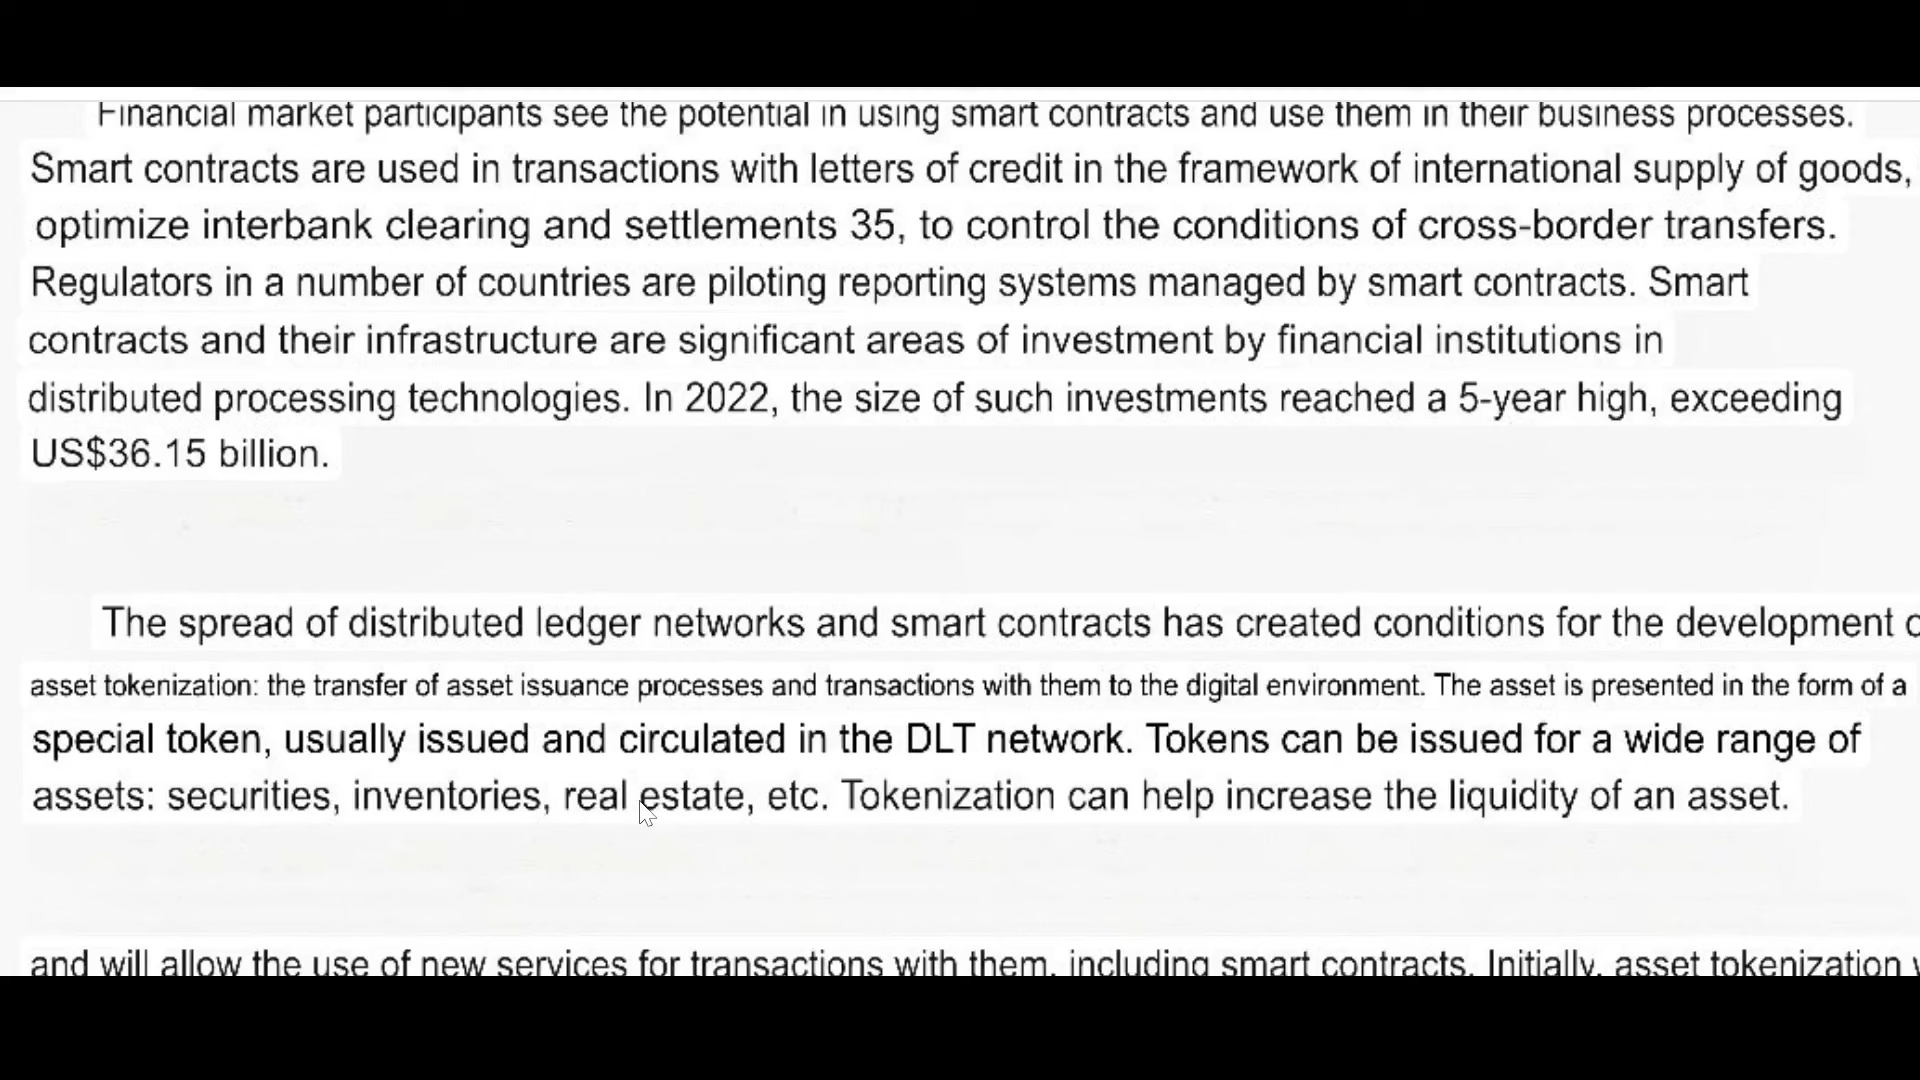 Financial market participants see the potential in using smart contracts and use them in their business processes.
Smart contracts are used in transactions with letters of credit in the framework of international supply of goods,
optimize interbank clearing and settlements 35, to control the conditions of cross-border transfers.
Regulators in a number of countries are piloting reporting systems managed by smart contracts. Smart
contracts and their infrastructure are significant areas of investment by financial institutions in
distributed processing technologies. In 2022, the size of such investments reached a 5-year high, exceeding
US$36.15 billion.
The spread of distributed ledger networks and smart contracts has created conditions for the development
asset tokenization: the transfer of asset issuance processes and transactions with them to the digital environment. The asset is presented in the form of a
special token, usually issued and circulated in the DLT network. Tokens can be issued for a wide range of
assets: securities, inventories, real estate, etc. Tokenization can help increase the liquidity of an asset.
and will allow the use of new services for transactions with them, including smart contracts. Initially, asset tokenization